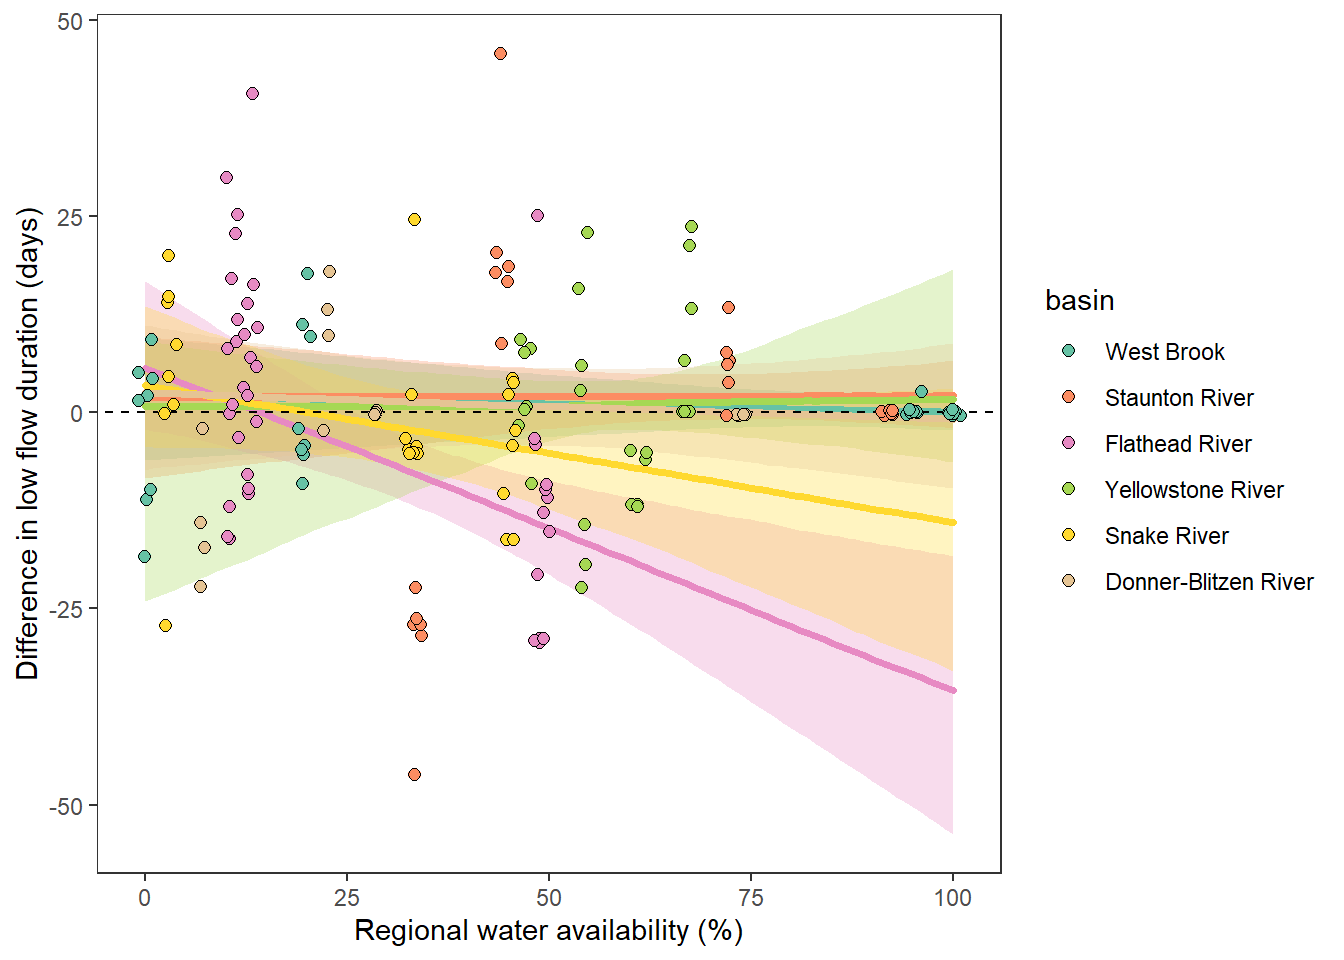 Difference in low flow duration (days)
50
25
0
-25
-50
0 25 50 75 100
Regional water availability (%)
basin
West Brook
Staunton River
Flathead River
Yellowstone River
Snake River
Donner-Blitzen River